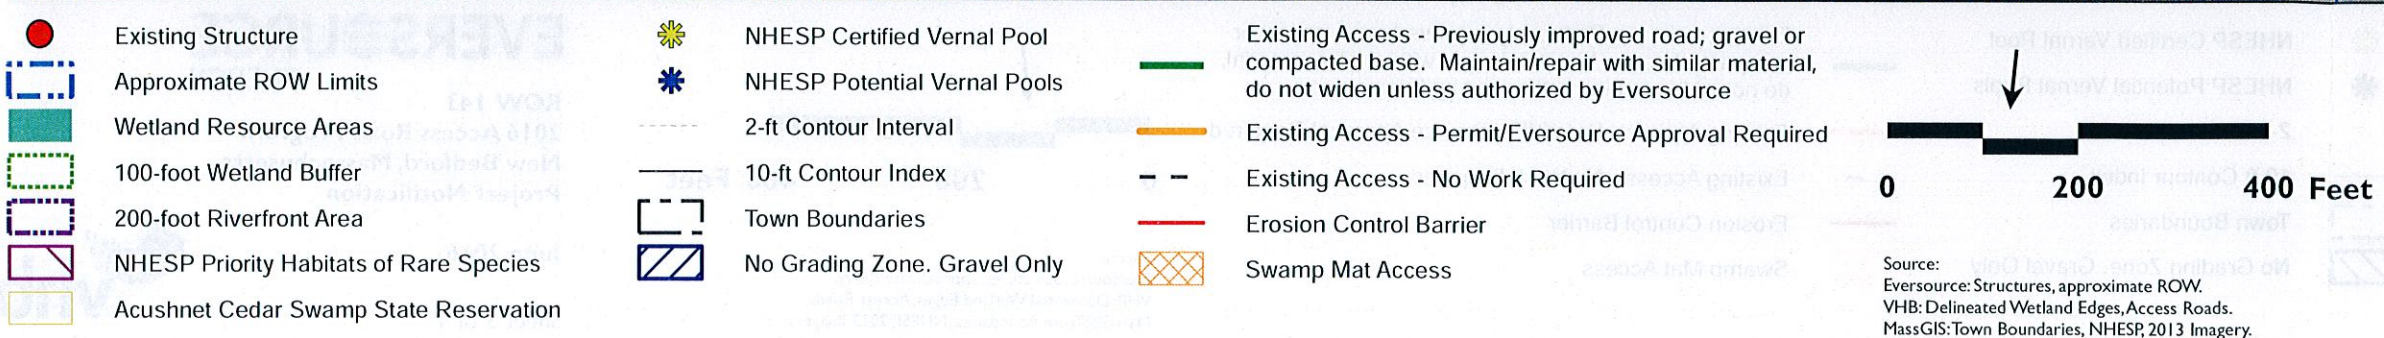 Existing Structure
Approximate ROW Limits
Wetland Resource Areas
100-foot Wetland Buffer
200-foot Riverfront Area
NHESP Priority Habitats of Rare Species
Acushnet Cedar Swamp State Reservation
NHESP Certified Vernal Pool
NHESP Potential Vernal Pools
2-ft Contour Interval
10-ft Contour Index
Town Boundaries
No Grading Zone. Gravel Only
Existing Access - Previously improved road; gravel or
compacted base. Maintain/repair with similar material,
do not widen unless authorized by Eversource
Existing Access - Permit/Eversource Approval Required
Existing Access - No Work Required
Erosion Control Barrier
Swamp Mat Access
0 200 400 Feet
Source:
Eversource: Structures, approximate ROW.
VHB: Delineated Wetland Edges, Access Roads.
MassGIS: Town Boundaries, NHESP, 2013 Imagery.